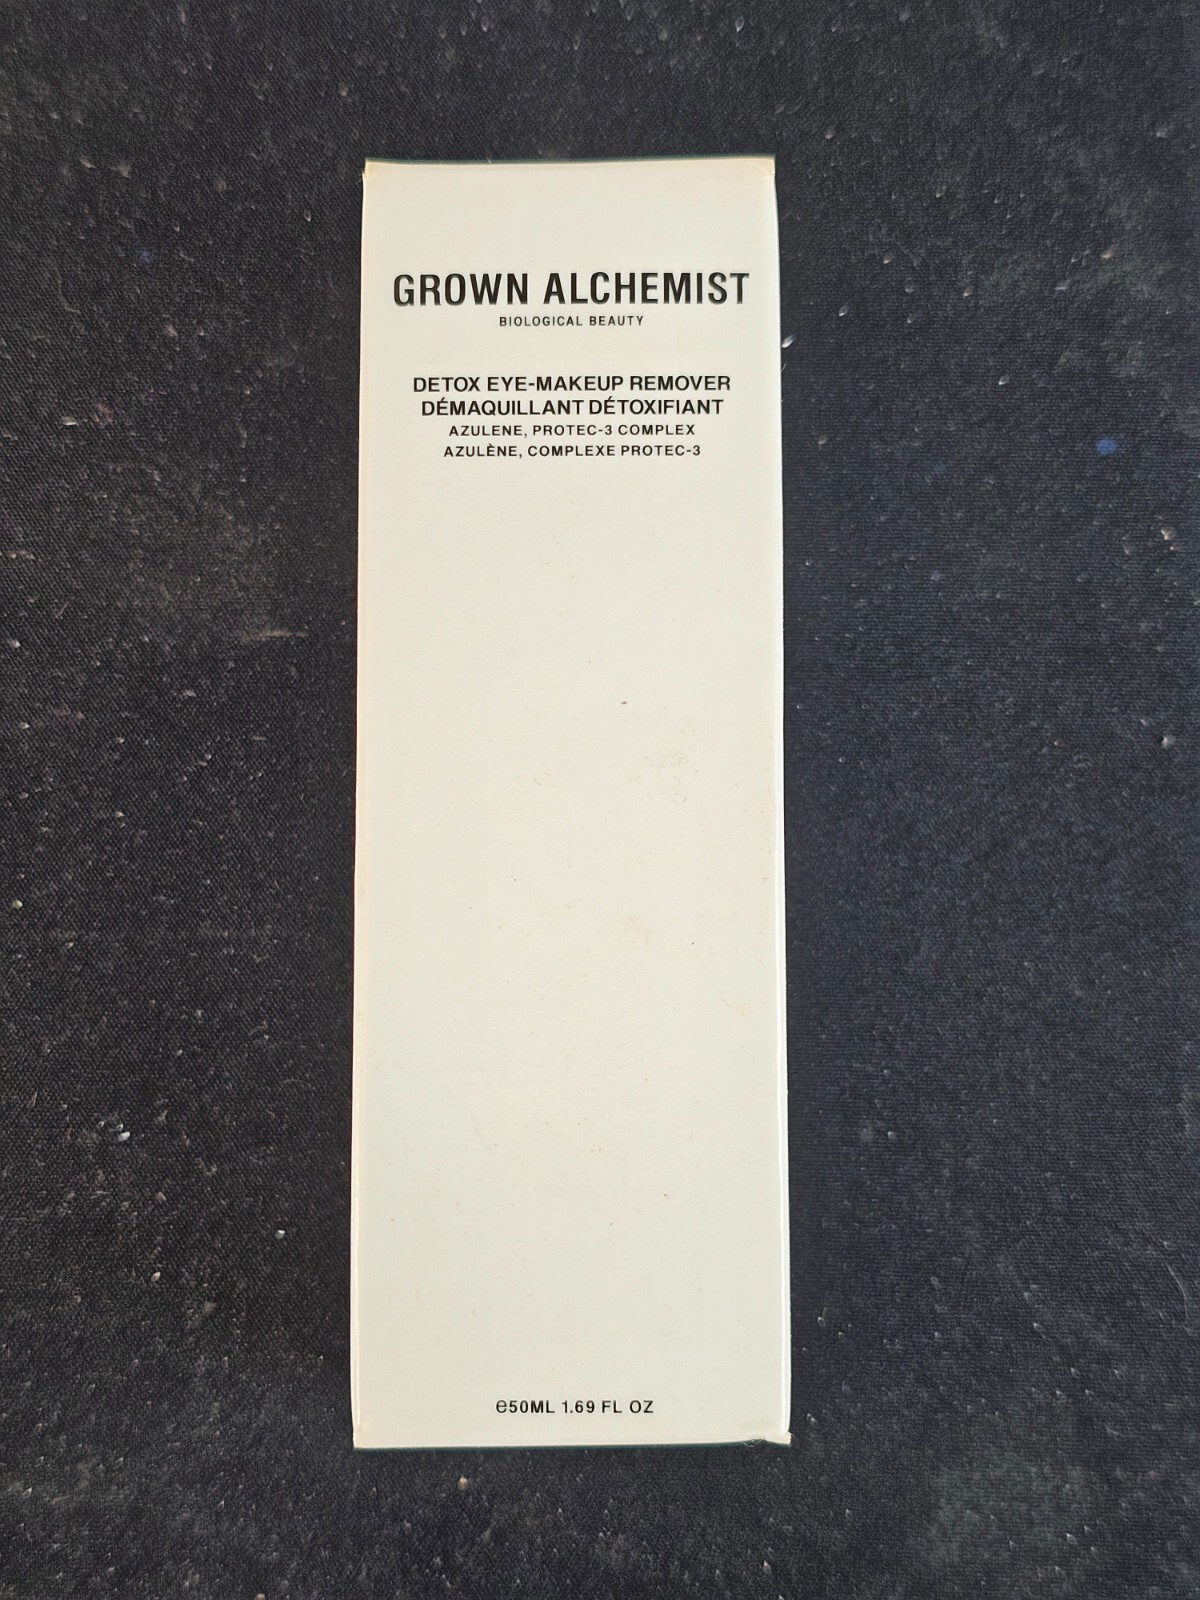 GROWN ALCHEMIST
BIOLOGICAL BEAUTY
DETOX EYE-MAKEUP REMOVER
DÉMAQUILLANT DÉTOXIFIANT
AZULENE, PROTEC-3 COMPLEX
AZULÈNE, COMPLEXE PROTEC-3
℮50ML 1.69 FL OZ